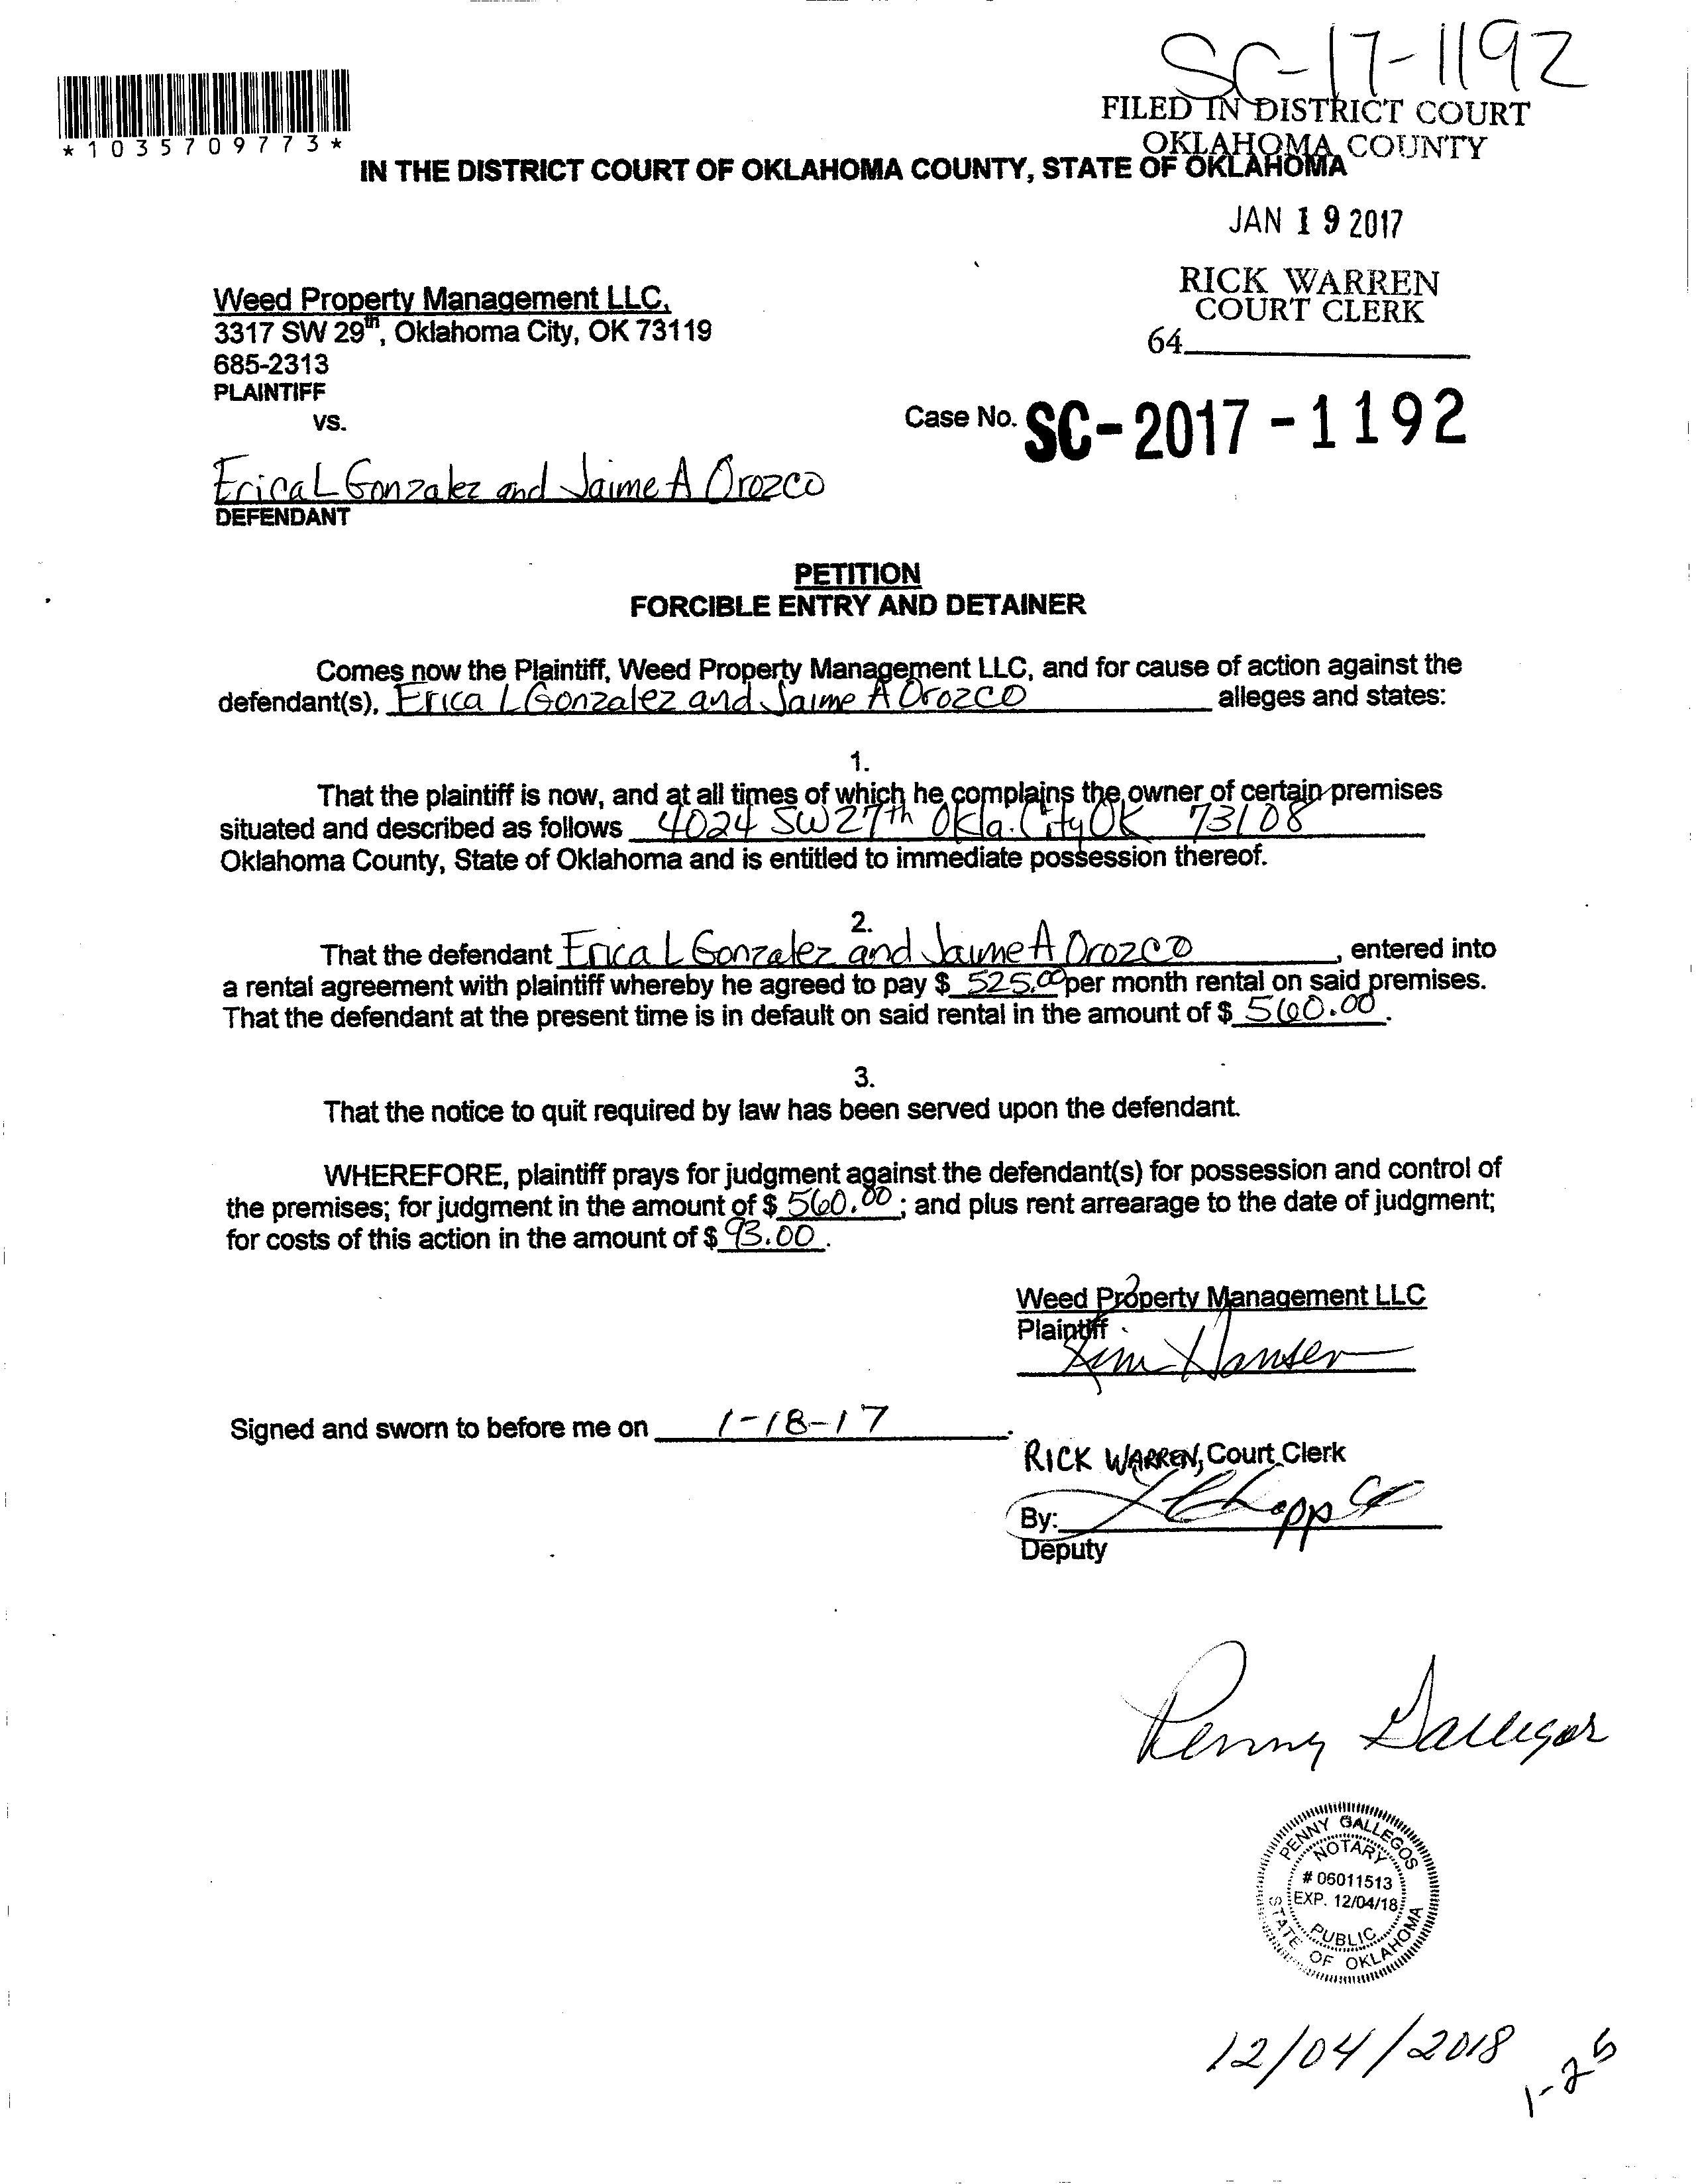 SC-17-1192
FILED IN DISTRICT COURT
OKLAHOMA COUNTY
*1035709773*
IN THE DISTRICT COURT OF OKLAHOMA COUNTY, STATE OF OKLAHOMA
JAN 19 2017
RICK WARREN
COURT CLERK
64
Weed Property Management LLC,
3317 SW 29th, Oklahoma City, OK 73119
685-2313
PLAINTIFF
vs.
Case No. SC-2017-1192
Erica L Gonzalez and Jaime A Orozco
DEFENDANT
PETITION
FORCIBLE ENTRY AND DETAINER
Comes now the Plaintiff, Weed Property Management LLC, and for cause of action against the
defendant(s), Erica L Gonzalez and Jaime A Orozco alleges and states:
1.
That the plaintiff is now, and at all times of which he complains the owner of certain premises
situated and described as follows 4024 SW 27th Okla. City OK 73108
Oklahoma County, State of Oklahoma and is entitled to immediate possession thereof.
2.
That the defendant Erica L Gonzalez and Jaime A Orozco, entered into
a rental agreement with plaintiff whereby he agreed to pay $ 525.00 per month rental on said premises.
That the defendant at the present time is in default on said rental in the amount of $ 560.00.
3.
That the notice to quit required by law has been served upon the defendant.
WHEREFORE, plaintiff prays for judgment against the defendant(s) for possession and control of
the premises; for judgment in the amount of $ 560.00; and plus rent arrearage to the date of judgment;
for costs of this action in the amount of $ 93.00.
Weed Property Management LLC
Plaintiff
Kim Hansen
Signed and sworn to before me on 1-18-17.
RICK WARREN, Court Clerk
By:
Deputy
Penny Gallegos
PENNY GALLEGOS
NOTARY
# 06011513
EXP. 12/04/18
PUBLIC
STATE OF OKLAHOMA
12/04/2018
1-25